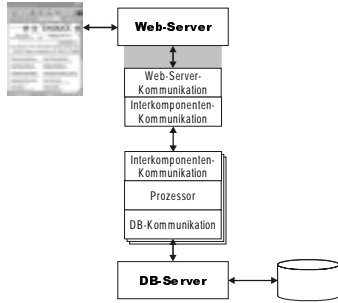 Web-Server
Web-Server-
Kommunikation
Interkomponenten-
Kommunikation
Interkomponenten-
Kommunikation
Prozessor
DB-Kommunikation
DB-Server